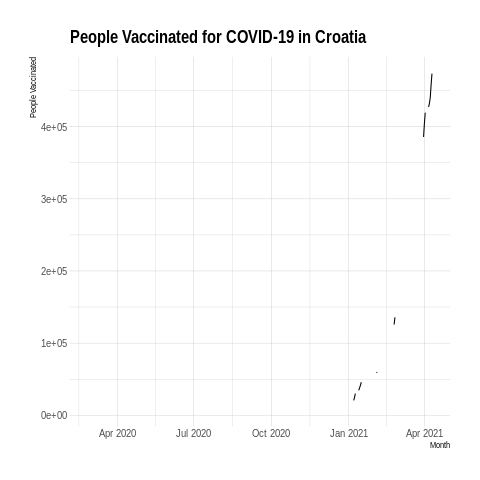 People Vaccinated for COVID-19 in Croatia
People Vaccinated
4e+05
3e+05
2e+05
1e+05
0e+00
Apr 2020 Jul 2020 Oct 2020 Jan 2021 Apr 2021
Month